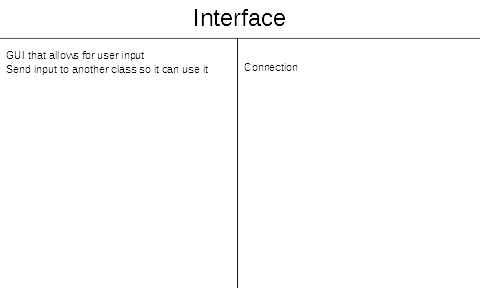 Interface
GUI that allows for user input
Send input to another class so it can use it
Connection